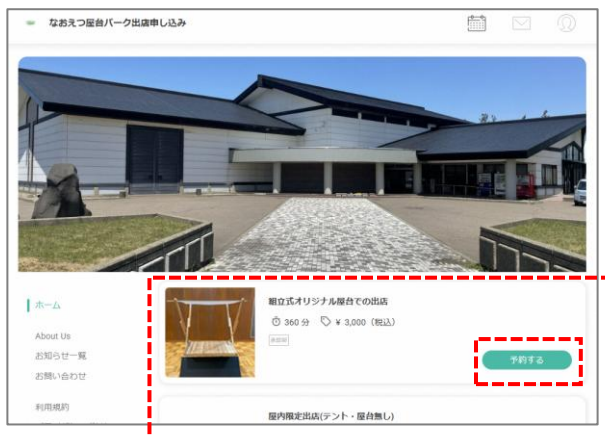 なおえつ屋台パーク出店申し込み
組立式オリジナル屋台での出店
360 分 ¥ 3,000（税込）
予約する
ホーム
About Us
お知らせ一覧
お問い合わせ
利用規約
屋内限定出店(テント・屋台無し)